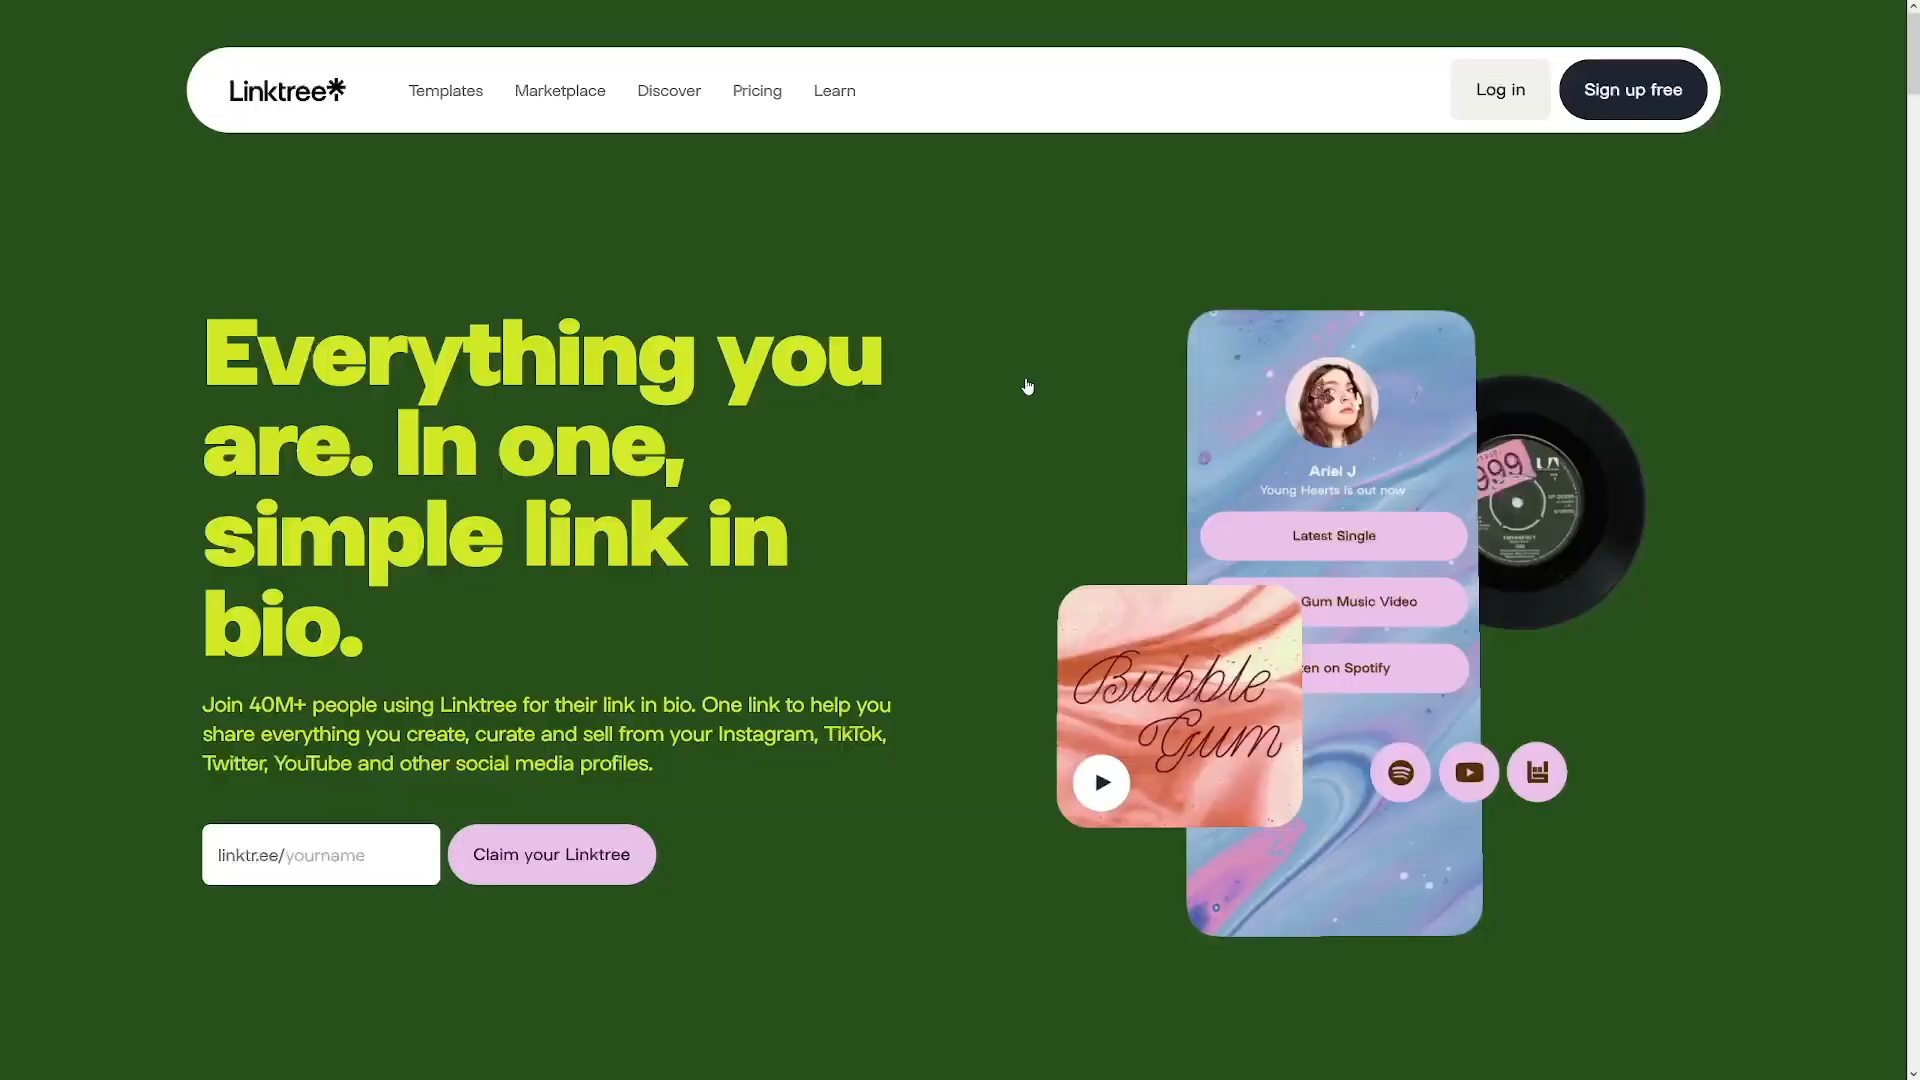 Linktree
Templates
Marketplace
Discover
Pricing
Learn
Log in
Sign up free
Everything you
are. In one,
simple link in
bio.
Join 40M+ people using Linktree for their link in bio. One link to help you
share everything you create, curate and sell from your Instagram, TikTok,
Twitter, YouTube and other social media profiles.
linktr.ee/yourname
Claim your Linktree
Ariel J
Young Hearts is out now
Latest Single
Gum Music Video
on Spotify
Bubble
Gum
999